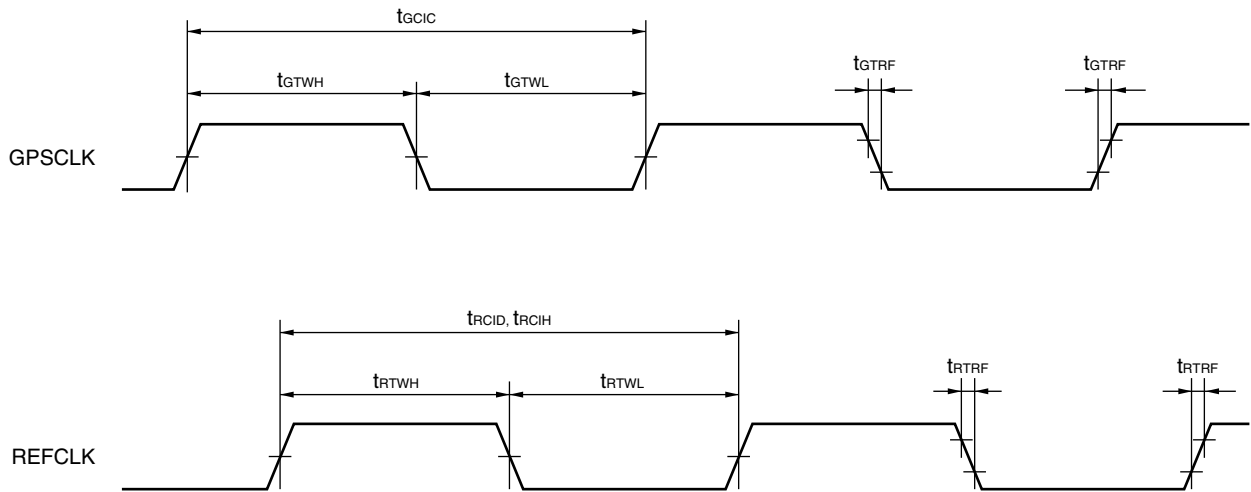 tGCIC
tGTWH tGTWL tGTRF tGTRF
GPSCLK
tRCID, tRCIH
tRTWH tRTWL tRTRF tRTRF
REFCLK